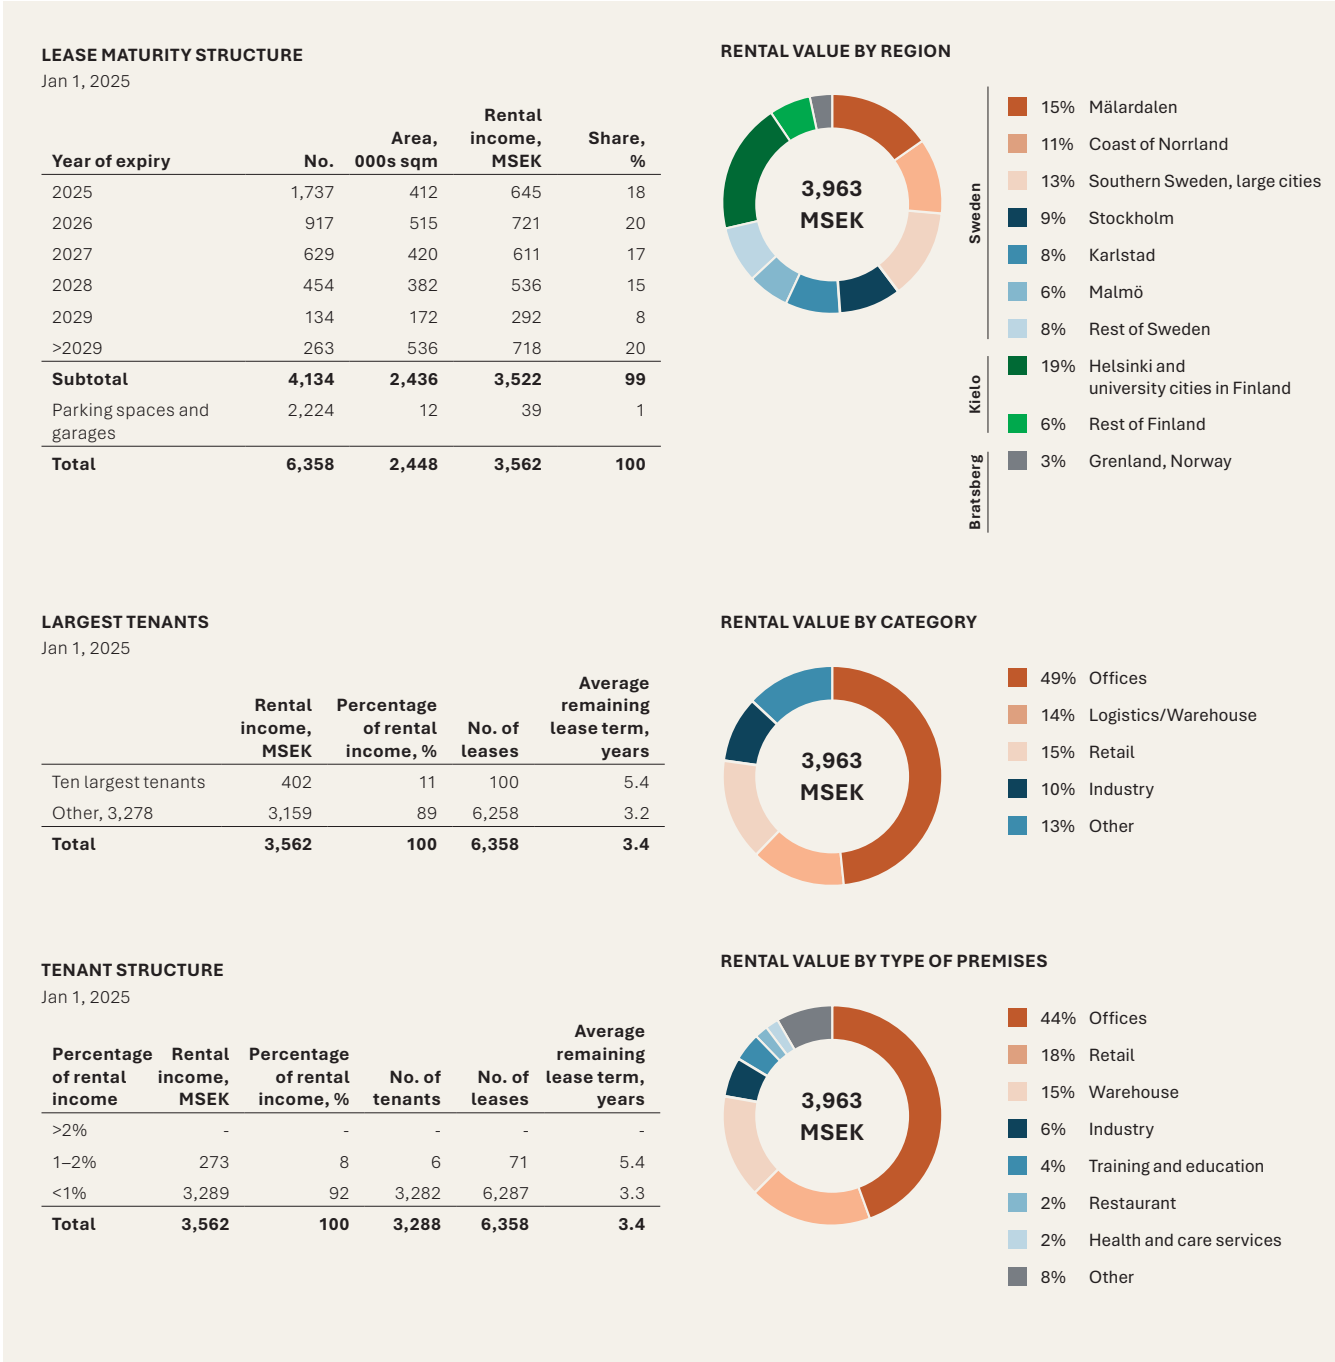 LEASE MATURITY STRUCTURE
Jan 1, 2025
Rental
Area, income, Share,
Year of expiry No. 000s sqm MSEK %
2025 1,737 412 645 18
2026 917 515 721 20
2027 629 420 611 17
2028 454 382 536 15
2029 134 172 292 8
>2029 263 536 718 20
Subtotal 4,134 2,436 3,522 99
Parking spaces and 2,224 12 39 1
garages
Total 6,358 2,448 3,562 100
RENTAL VALUE BY REGION
3,963
MSEK
Sweden
15% Mälardalen
11% Coast of Norrland
13% Southern Sweden, large cities
9% Stockholm
8% Karlstad
6% Malmö
8% Rest of Sweden
Kielo
19% Helsinki and
university cities in Finland
6% Rest of Finland
Bratsberg
3% Grenland, Norway
LARGEST TENANTS
Jan 1, 2025
Average
Rental Percentage remaining
income, of rental No. of lease term,
MSEK income, % leases years
Ten largest tenants 402 11 100 5.4
Other, 3,278 3,159 89 6,258 3.2
Total 3,562 100 6,358 3.4
RENTAL VALUE BY CATEGORY
3,963
MSEK
49% Offices
14% Logistics/Warehouse
15% Retail
10% Industry
13% Other
TENANT STRUCTURE
Jan 1, 2025
Average
Percentage Rental Percentage remaining
of rental income, of rental No. of No. of lease term,
income MSEK income, % tenants leases years
>2% - - - - -
1–2% 273 8 6 71 5.4
<1% 3,289 92 3,282 6,287 3.3
Total 3,562 100 3,288 6,358 3.4
RENTAL VALUE BY TYPE OF PREMISES
3,963
MSEK
44% Offices
18% Retail
15% Warehouse
6% Industry
4% Training and education
2% Restaurant
2% Health and care services
8% Other